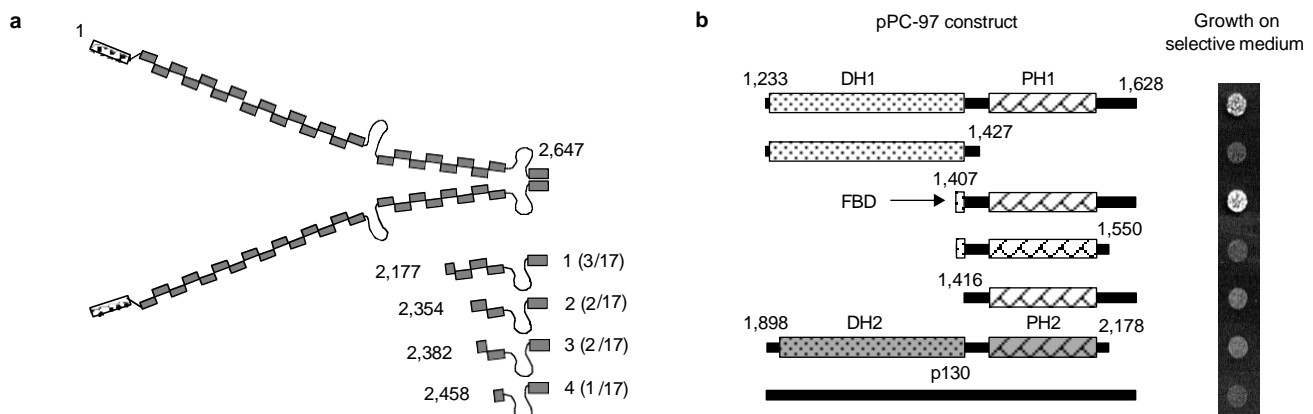 a
1
2,647
2,177
1 (3/17)
2,354
2 (2/17)
2,382
3 (2/17)
2,458
4 (1/17)
b
pPC-97 construct
Growth on
selective medium
1,233
DH1
PH1
1,628
1,427
1,407
FBD
1,550
1,416
1,898
DH2
PH2
2,178
p130